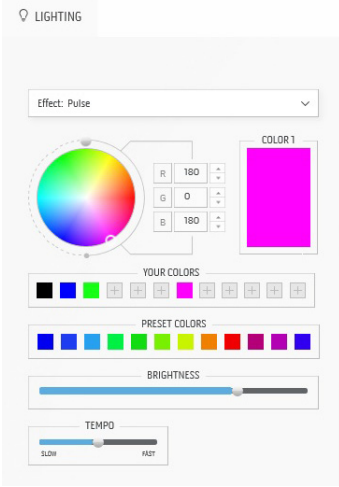 LIGHTING
Effect: Pulse
COLOR 1
R 180
G 0
B 180
YOUR COLORS
PRESET COLORS
BRIGHTNESS
TEMPO
SLOW FAST